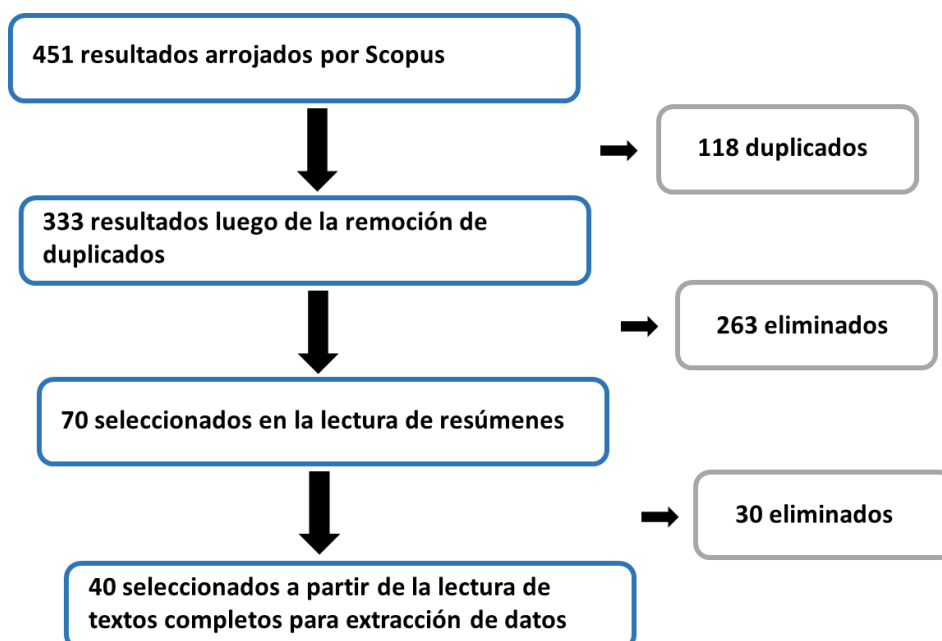 451 resultados arrojados por Scopus
118 duplicados
333 resultados luego de la remoción de
duplicados
263 eliminados
70 seleccionados en la lectura de resúmenes
30 eliminados
40 seleccionados a partir de la lectura de
textos completos para extracción de datos